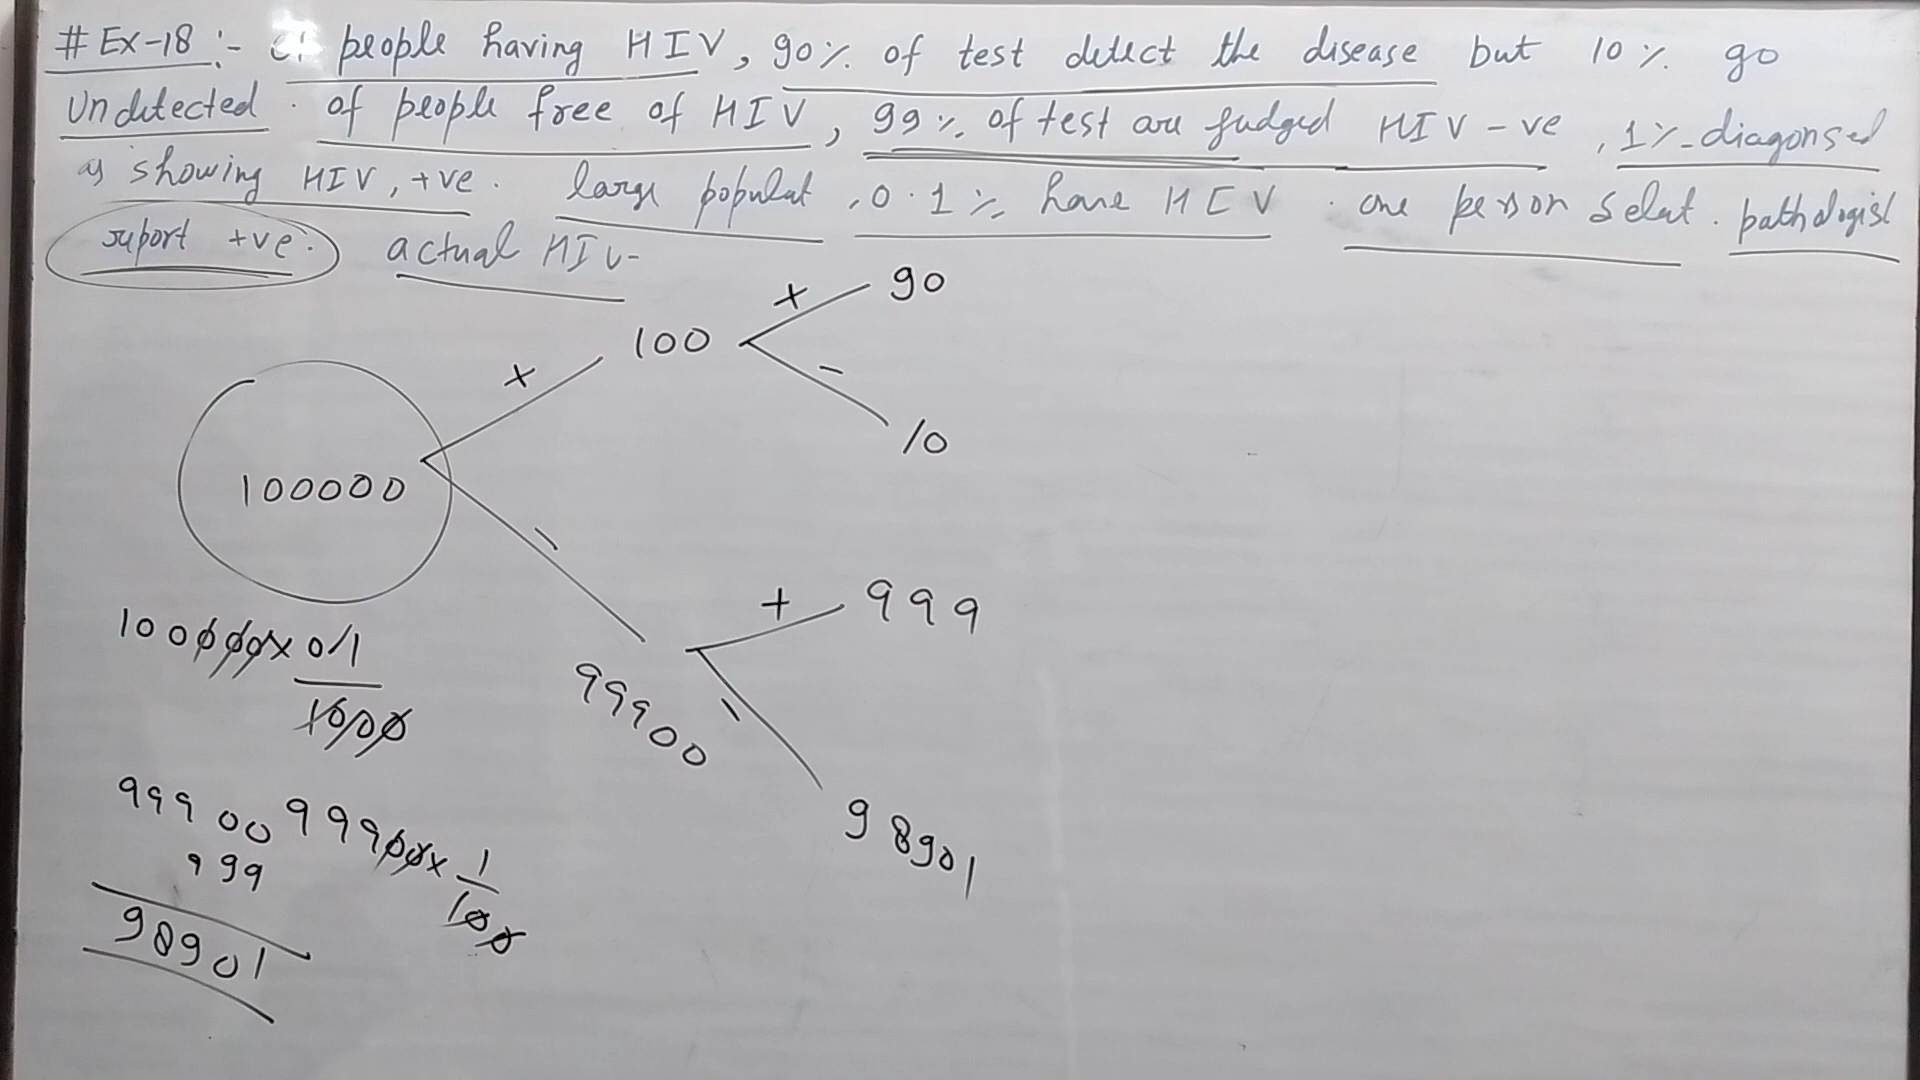 # Ex-18 :- of people having HIV, 90% of test detect the disease but 10% go
undetected. of people free of HIV, 99% of test are judged HIV -ve, 1% diagonsed
as showing HIV, +ve. large populat, 0.1% have HIV. one person selut. pathologist
report +ve. actual HIV-
+ 90
100
+
-
10
100000
-
+ 999
100000 x 0/1
1000
99900
-
99900 99900 x 1
100
98901
999
98901